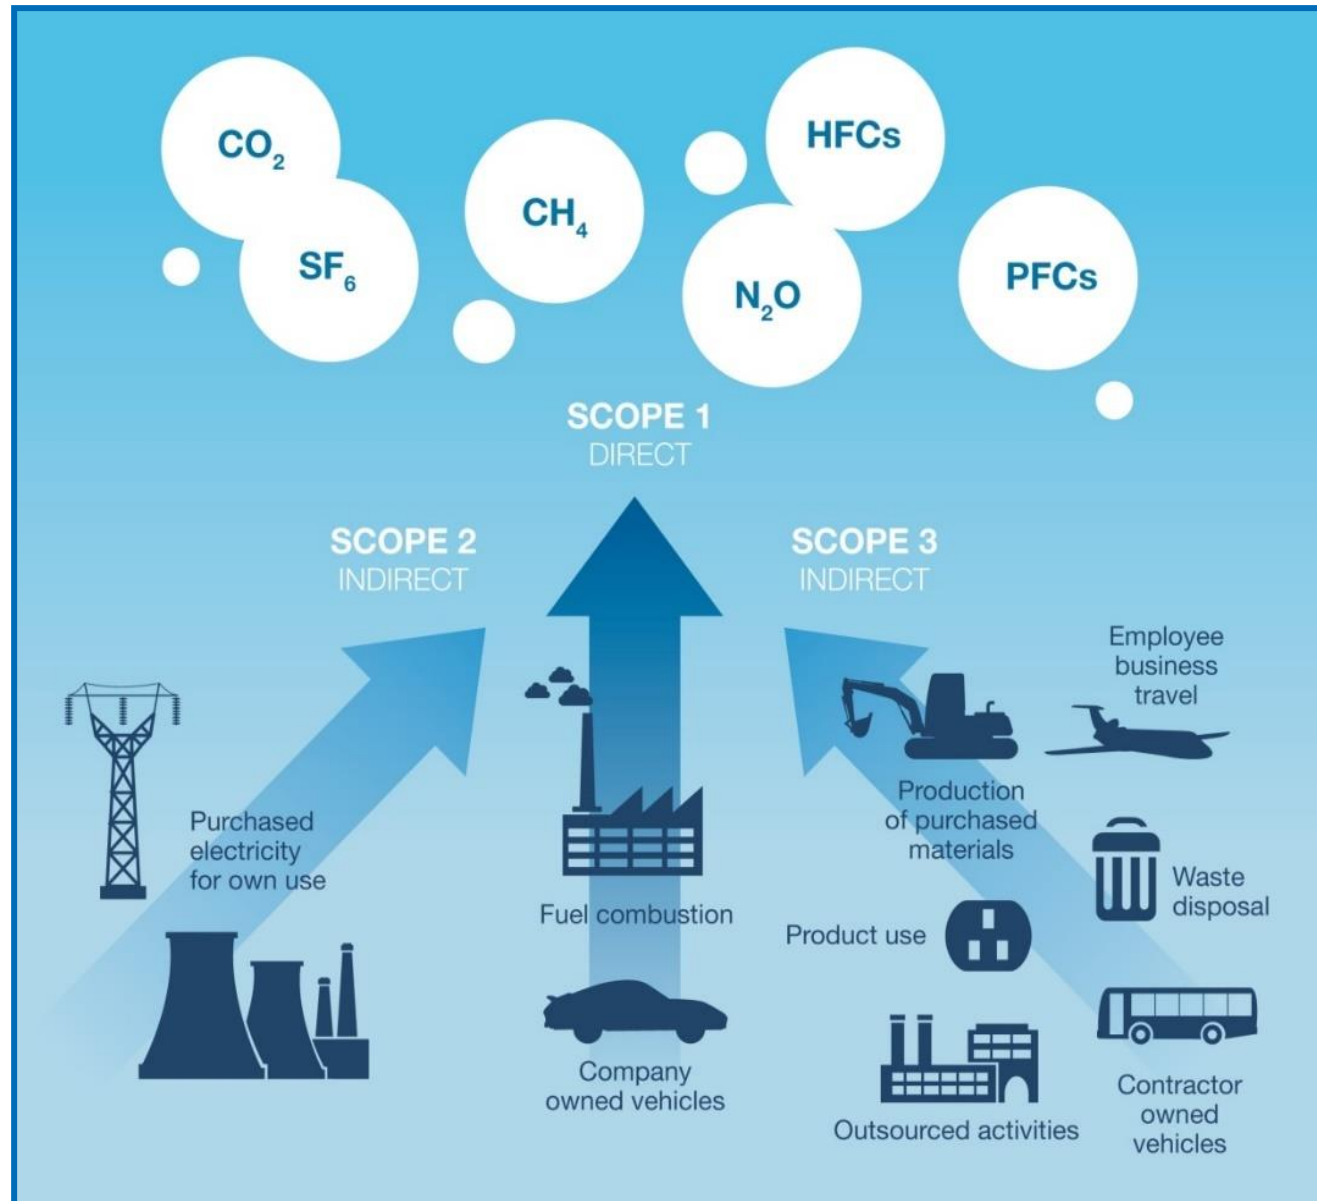 CO₂
SF₆
CH₄
HFCs
N₂O
PFCs
SCOPE 1
DIRECT
SCOPE 2
INDIRECT
SCOPE 3
INDIRECT
Purchased
electricity
for own use
Fuel combustion
Company
owned vehicles
Employee
business
travel
Production
of purchased
materials
Waste
disposal
Product use
Outsourced activities
Contractor
owned
vehicles